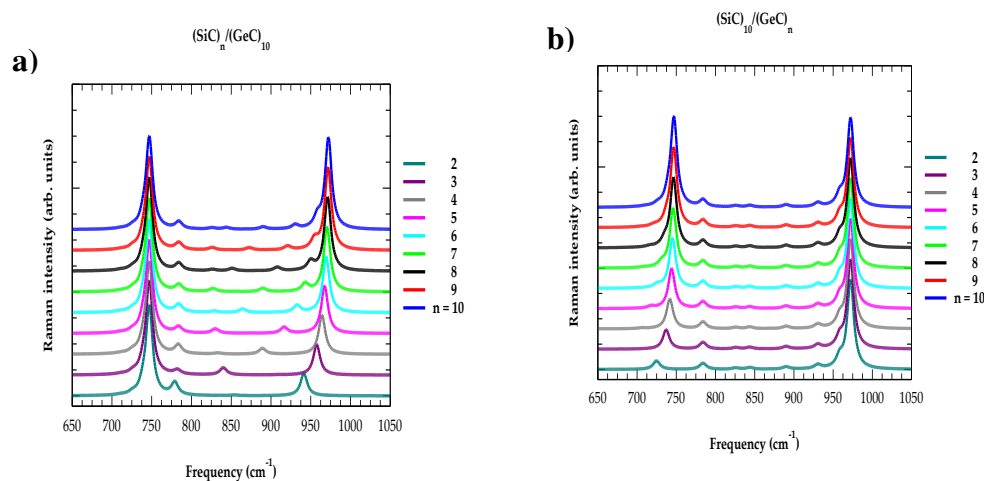 a)
(SiC)n/(GeC)10
Raman intensity (arb. units)
650 700 750 800 850 900 950 1000 1050
Frequency (cm-1)
2
3
4
5
6
7
8
9
n = 10
b)
(SiC)10/(GeC)n
Raman intensity (arb. units)
650 700 750 800 850 900 950 1000 1050
Frequency (cm-1)
2
3
4
5
6
7
8
9
n = 10